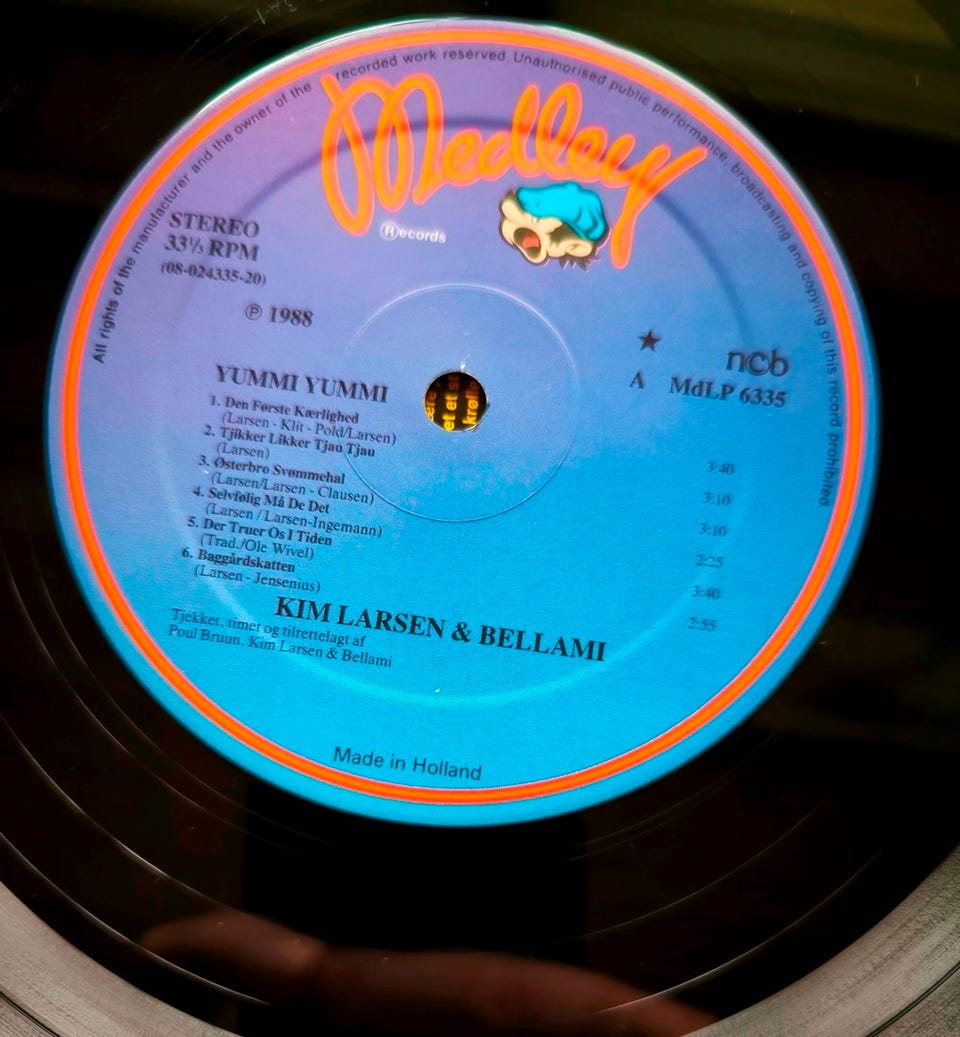 All rights of the manufacturer and the owner of the recorded work reserved. Unauthorised public performance, broadcasting and copying of this record prohibited.
Medley
Ⓡecords
STEREO
33⅓ RPM
(08-024335-20)
℗ 1988
★
ncb
A MdLP 6335
YUMMI YUMMI
1. Den Første Kærlighed
(Larsen - Klit - Pold/Larsen) 3:40
2. Tjikker Likker Tjau Tjau
(Larsen) 3:10
3. Østerbro Svømmehal
(Larsen/Larsen - Clausen) 3:10
4. Selvfølig Må De Det
(Larsen / Larsen-Ingemann) 2:25
5. Der Truer Os I Tiden
(Trad./Ole Wivel) 3:40
6. Baggårdskatten
(Larsen - Jensenius) 2:55
KIM LARSEN & BELLAMI
Tjekket, timet og tilrettelagt af
Poul Bruun, Kim Larsen & Bellami
Made in Holland